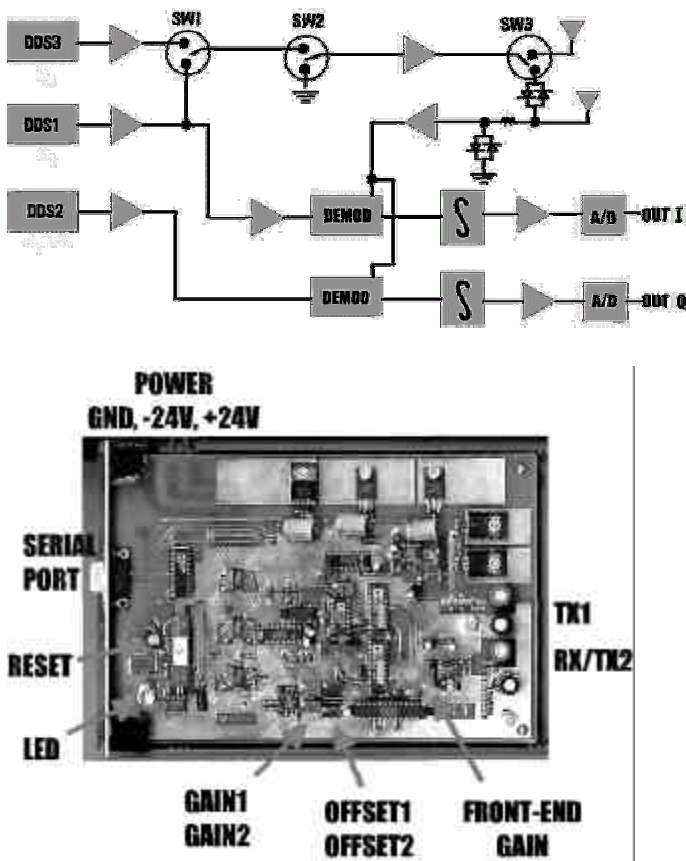 SW1
SW2
SW3
DDS3
DDS1
DDS2
DEMOD
A/D
OUT I
DEMOD
A/D
OUT Q
POWER
GND, -24V, +24V
SERIAL
PORT
RESET
LED
TX1
RX/TX2
GAIN1
GAIN2
OFFSET1
OFFSET2
FRONT-END
GAIN